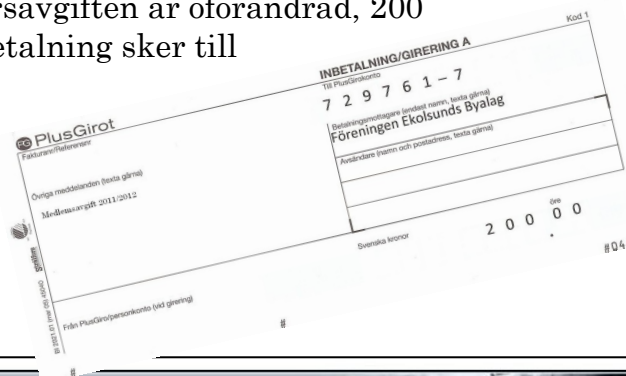 rsavgiften är oförändrad, 200
etalning sker till
INBETALNING/GIRERING A
Kod 1
Till PlusGirokonto
7 2 9 7 6 1 – 7
Betalningsmottagare (endast namn, texta gärna)
Föreningen Ekolsunds Byalag
Avsändare (namn och postadress, texta gärna)
PlusGirot
Fakturanr/Referensnr
Övriga meddelanden (texta gärna)
Medlemsavgift 2011/2012
Svenska kronor
öre
2 0 0 0 0
#04
Från PlusGiro/personkonto (vid girering)
#
#